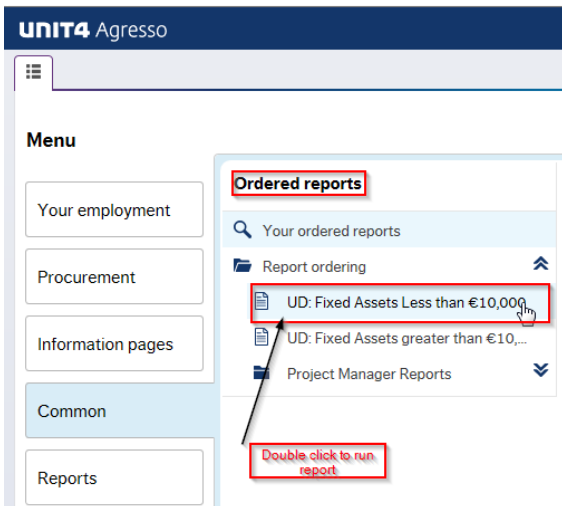 UNIT4 Agresso
Menu
Your employment
Procurement
Information pages
Common
Reports
Ordered reports
Your ordered reports
Report ordering
UD: Fixed Assets Less than €10,000
UD: Fixed Assets greater than €10,...
Project Manager Reports
Double click to run
report